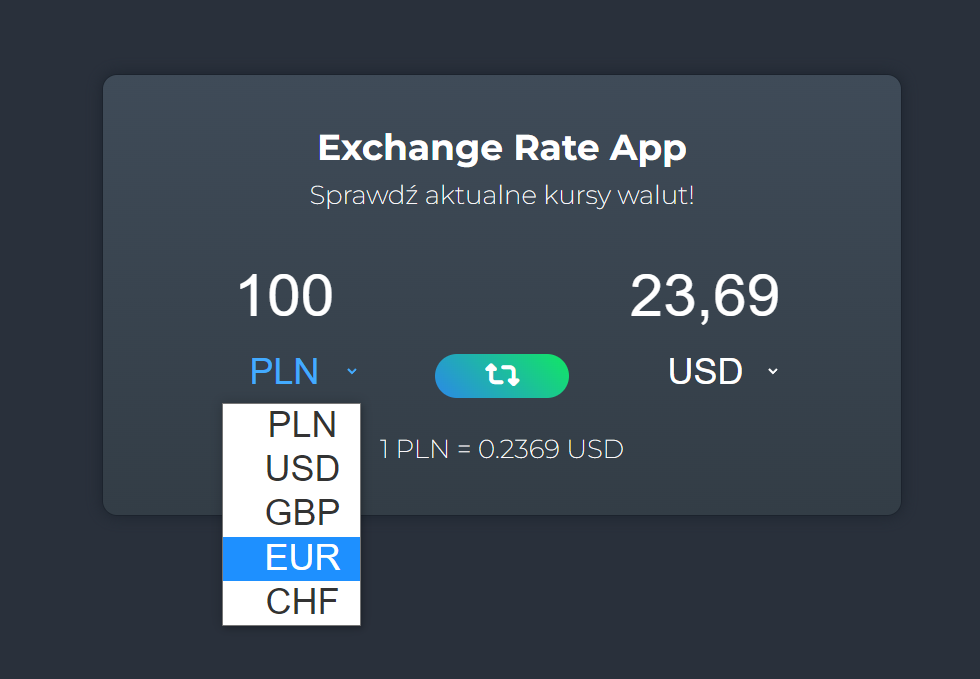 Exchange Rate App
Sprawdź aktualne kursy walut!
100
23,69
PLN
USD
1 PLN = 0.2369 USD
PLN
USD
GBP
EUR
CHF